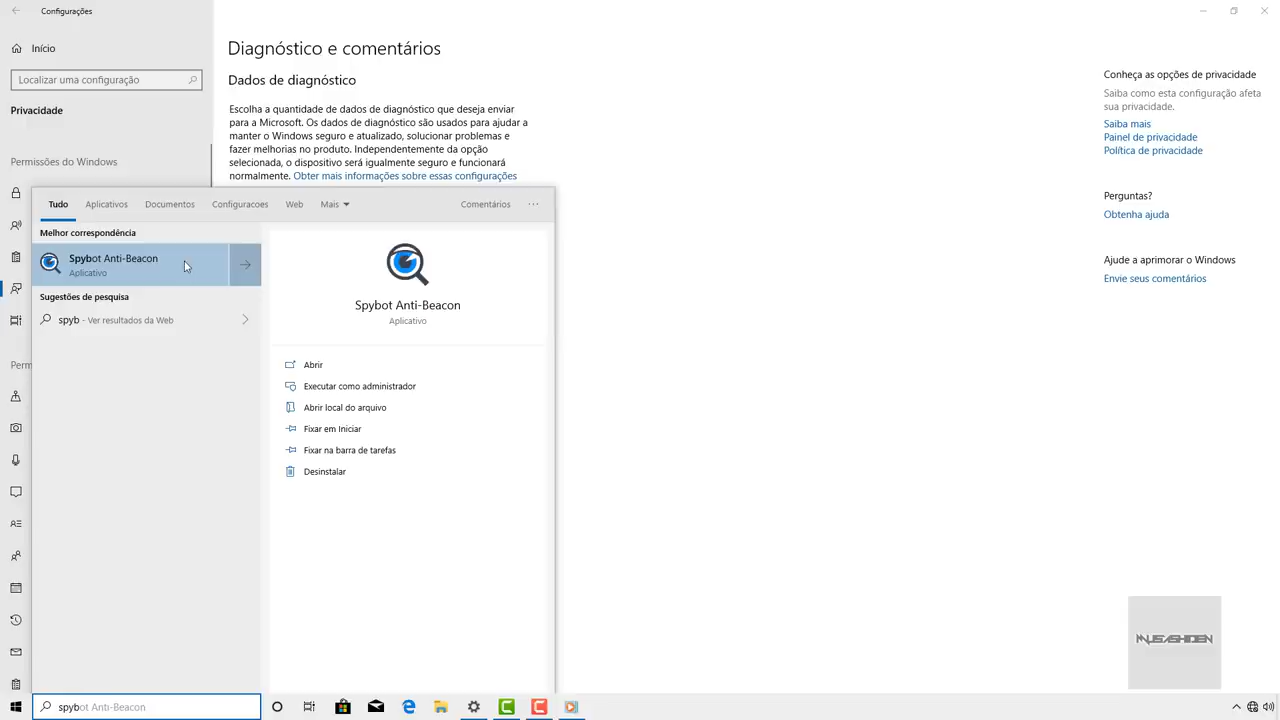 Configurações
Início
Localizar uma configuração
Privacidade
Permissões do Windows
Perm
Diagnóstico e comentários
Dados de diagnóstico
Escolha a quantidade de dados de diagnóstico que deseja enviar
para a Microsoft. Os dados de diagnóstico são usados para ajudar a
manter o Windows seguro e atualizado, solucionar problemas e
fazer melhorias no produto. Independentemente da opção
selecionada, o dispositivo será igualmente seguro e funcionará
normalmente. Obter mais informações sobre essas configurações
Conheça as opções de privacidade
Saiba como esta configuração afeta
sua privacidade.
Saiba mais
Painel de privacidade
Política de privacidade
Perguntas?
Obtenha ajuda
Ajude a aprimorar o Windows
Envie seus comentários
Tudo Aplicativos Documentos Configuracoes Web Mais Comentários ...
Melhor correspondência
Spybot Anti-Beacon
Aplicativo
Sugestões de pesquisa
spyb - Ver resultados da Web
Spybot Anti-Beacon
Aplicativo
Abrir
Executar como administrador
Abrir local do arquivo
Fixar em Iniciar
Fixar na barra de tarefas
Desinstalar
spybot Anti-Beacon